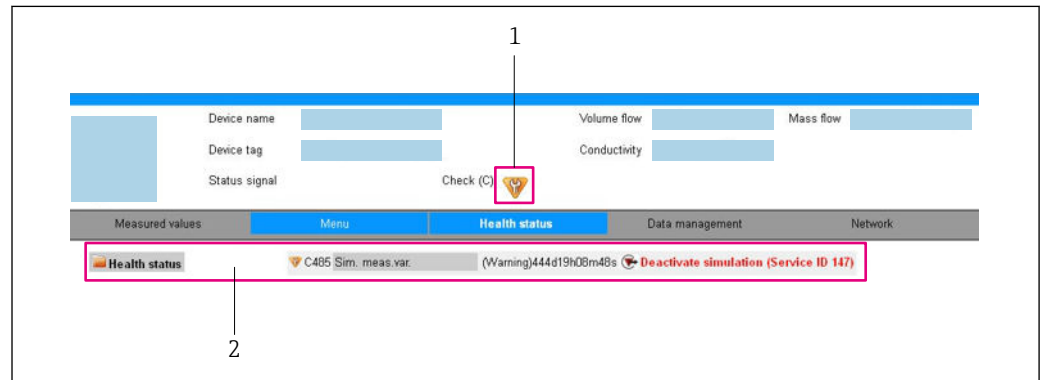 1
Device name Volume flow Mass flow
Device tag Conductivity
Status signal Check (C)
Measured values Menu Health status Data management Network
Health status C485 Sim. meas.var. (Warning)444d19h08m48s Deactivate simulation (Service ID 147)
2